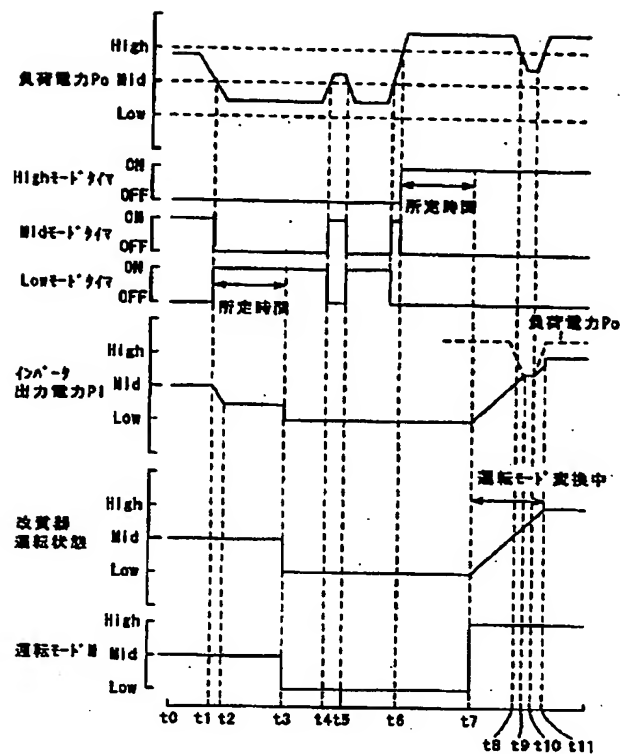 High
負荷電力Po Mid
Low
ON
Highモードタイマ
OFF
所定時間
ON
Midモードタイマ
OFF
ON
Lowモードタイマ
OFF
所定時間
負荷電力Po
High
インバータ
出力電力PI
Mid
Low
運転モード変換中
High
改質器
運転状態
Mid
Low
High
運転モードM Mid
Low
t0 t1 t2 t3 t4 t5 t6 t7
t8 t9 t10 t11